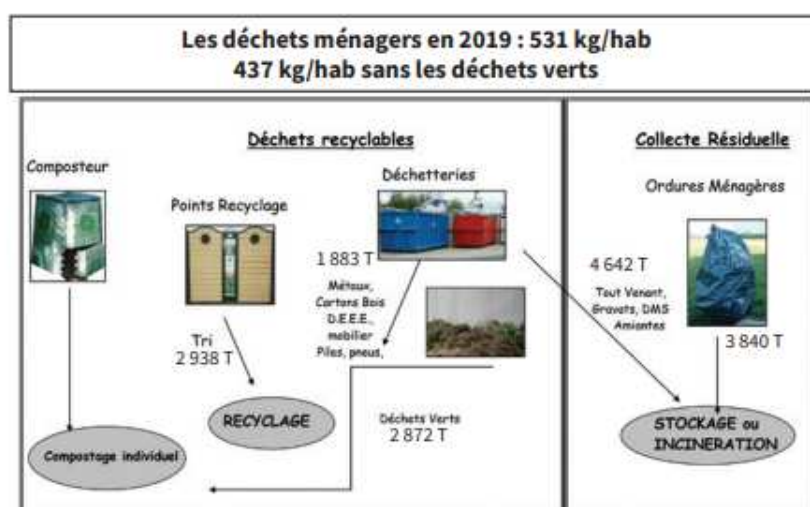 Les déchets ménagers en 2019 : 531 kg/hab
437 kg/hab sans les déchets verts
Déchets recyclables
Composteur
Points Recyclage
Déchetteries
1 883 T
Métaux,
Cartons Bois
D.E.E.E.,
mobilier
Piles, pneus,
Tri
2 938 T
RECYCLAGE
Compostage individuel
Déchets Verts
2 872 T
Collecte Résiduelle
Ordures Ménagères
4 642 T
Tout Venant,
Gravats, DMS
Amiantes
3 840 T
STOCKAGE ou
INCINERATION